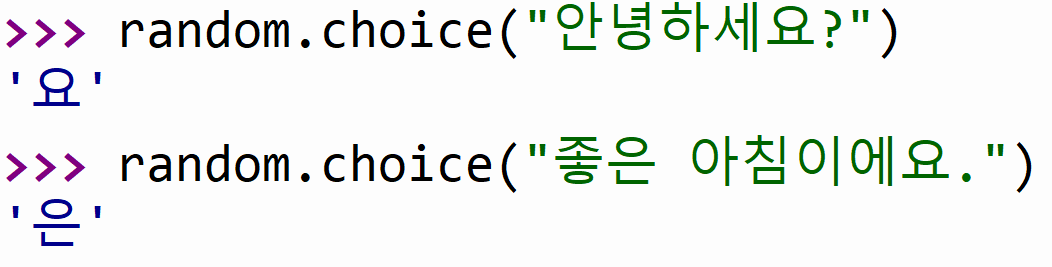 >>> random.choice("안녕하세요?")
'요'
>>> random.choice("좋은 아침이에요.")
'은'